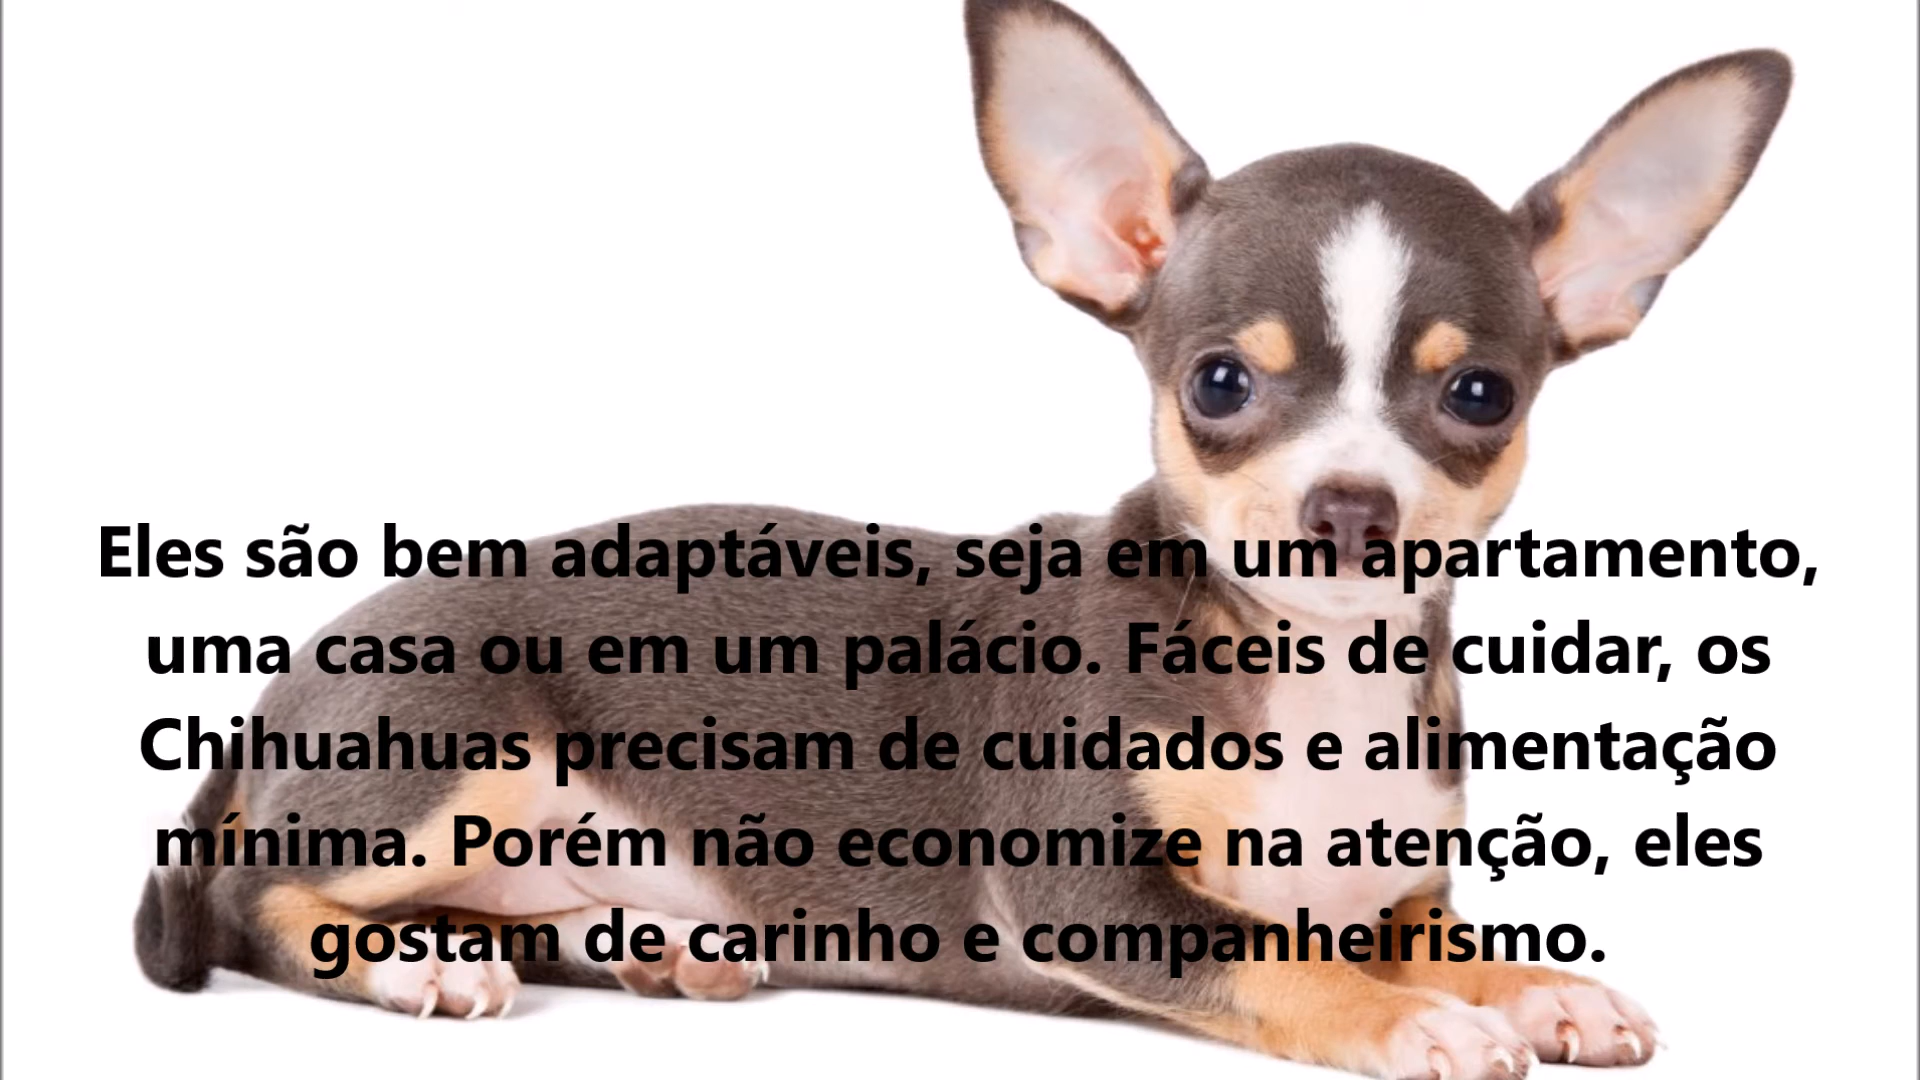 Eles são bem adaptáveis, seja em um apartamento,
uma casa ou em um palácio. Fáceis de cuidar, os
Chihuahuas precisam de cuidados e alimentação
mínima. Porém não economize na atenção, eles
gostam de carinho e companheirismo.